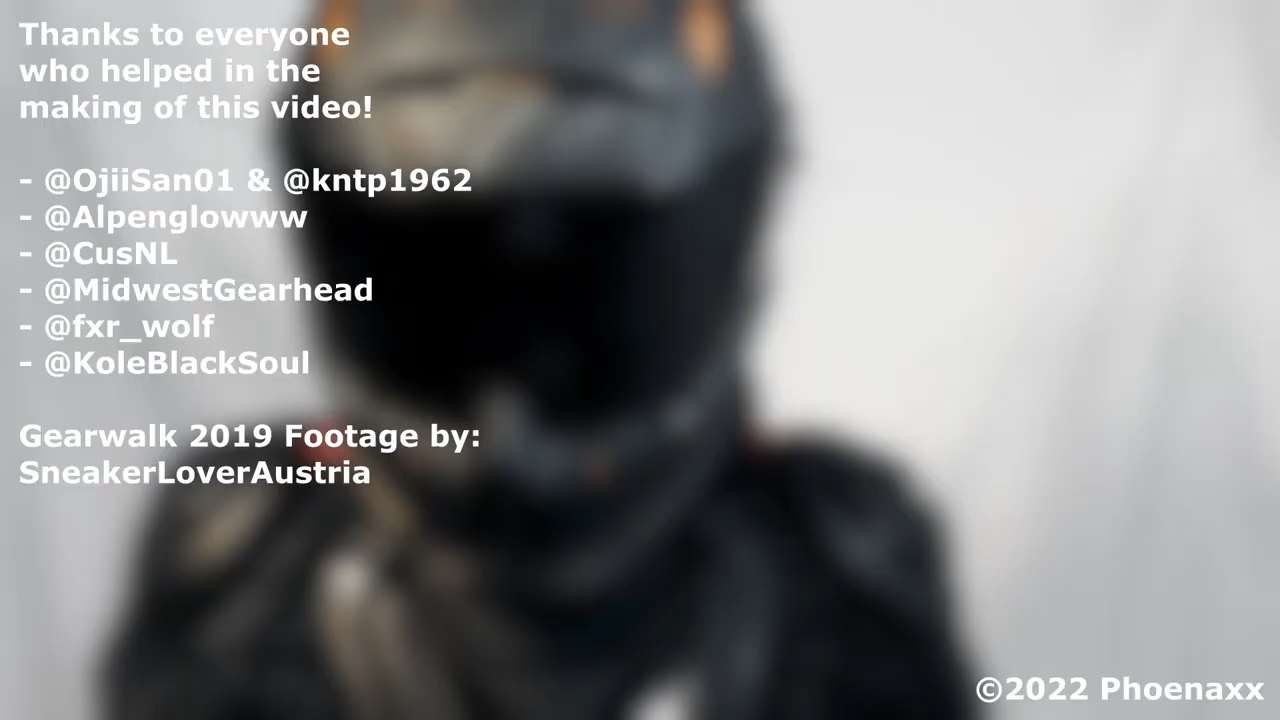 Thanks to everyone
who helped in the
making of this video!
- @OjiiSan01 & @kntp1962
- @Alpenglowww
- @CusNL
- @MidwestGearhead
- @fxr_wolf
- @KoleBlackSoul
Gearwalk 2019 Footage by:
SneakerLoverAustria
©2022 Phoenaxx